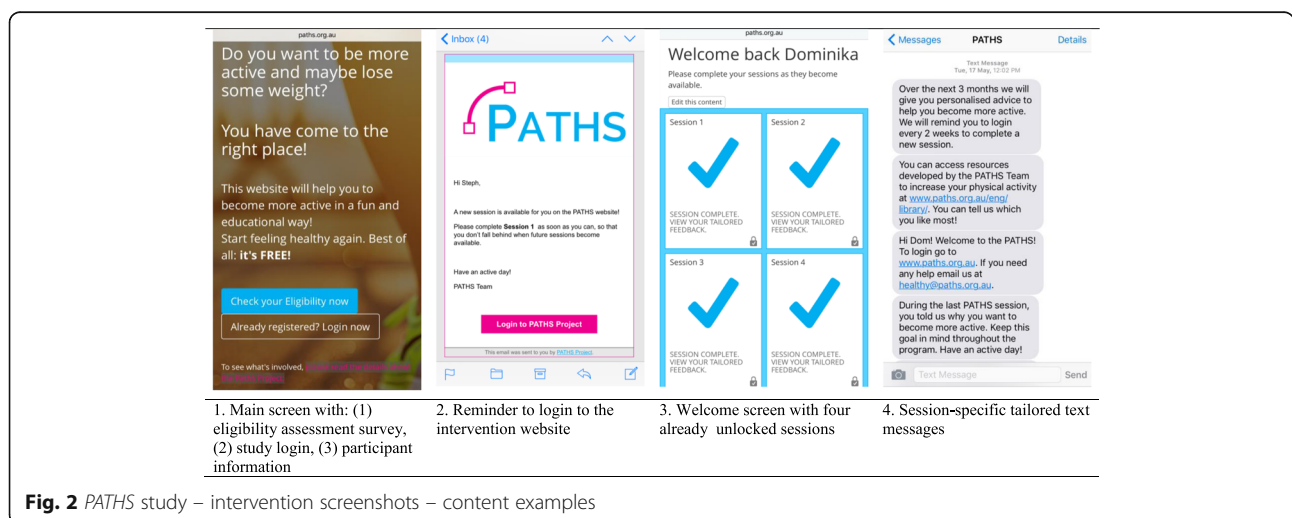 paths.org.au
Do you want to be more
active and maybe lose
some weight?
You have come to the
right place!
This website will help you to
become more active in a fun and
educational way!
Start feeling healthy again. Best of
all: it's FREE!
Check your Eligibility now
Already registered? Login now
To see what's involved,
Inbox (4)
PATHS
Hi Steph,
A new session is available for you on the PATHS website!
Please complete Session 1 as soon as you can, so that
you don't fall behind when future sessions become
available.
Have an active day!
PATHS Team
Login to PATHS Project
This email was sent to you by PATHS Project.
paths.org.au
Welcome back Dominika
Please complete your sessions as they become
available.
Edit this content
Session 1
SESSION COMPLETE.
VIEW YOUR TAILORED
FEEDBACK.
Session 2
SESSION COMPLETE.
VIEW YOUR TAILORED
FEEDBACK.
Session 3
SESSION COMPLETE.
VIEW YOUR TAILORED
FEEDBACK.
Session 4
SESSION COMPLETE.
VIEW YOUR TAILORED
FEEDBACK.
Messages PATHS Details
Text Message
Tue, 17 May, 12:02 PM
Over the next 3 months we will
give you personalised advice to
help you become more active.
We will remind you to login
every 2 weeks to complete a
new session.
You can access resources
developed by the PATHS Team
to increase your physical activity
at www.paths.org.au/eng/
library/. You can tell us which
you like most!
Hi Dom! Welcome to the PATHS!
To login go to
www.paths.org.au. If you need
any help email us at
healthy@paths.org.au.
During the last PATHS session,
you told us why you want to
become more active. Keep this
goal in mind throughout the
program. Have an active day!
Text Message Send
1. Main screen with: (1)
eligibility assessment survey,
(2) study login, (3) participant
information
2. Reminder to login to the
intervention website
3. Welcome screen with four
already unlocked sessions
4. Session-specific tailored text
messages
Fig. 2 PATHS study – intervention screenshots – content examples